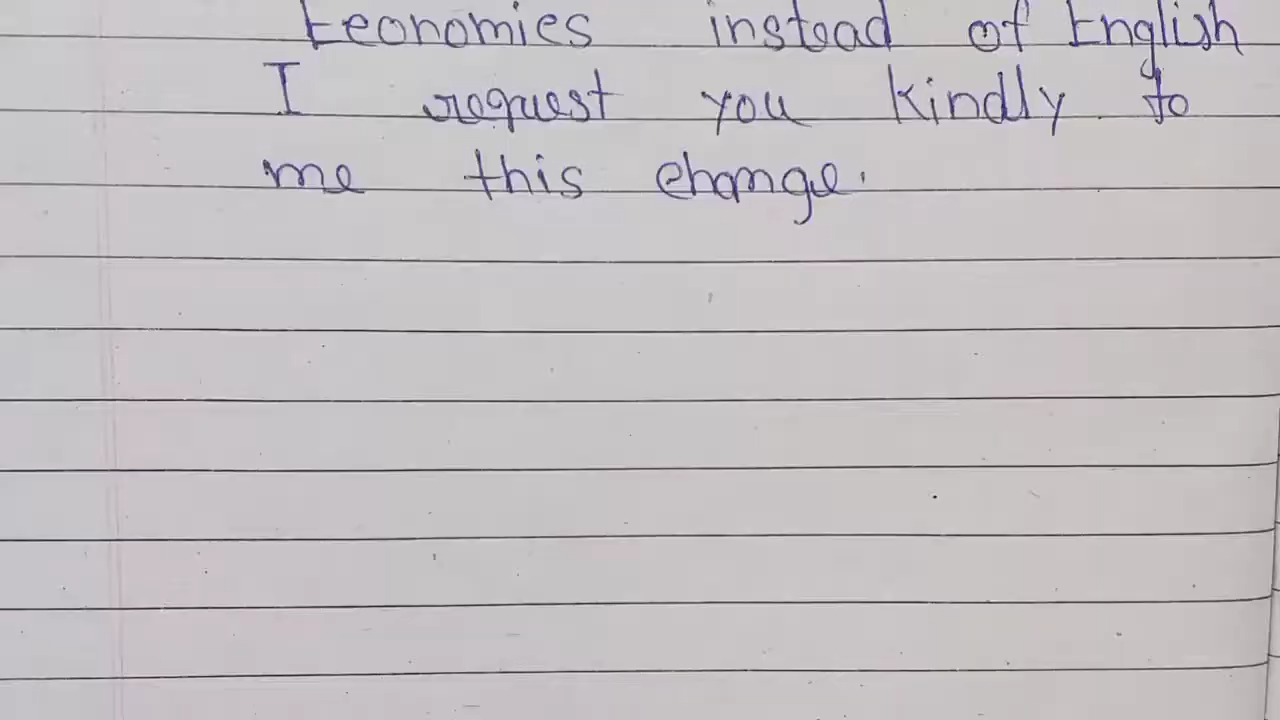 Economics instead of English
I request you kindly to
me this change.